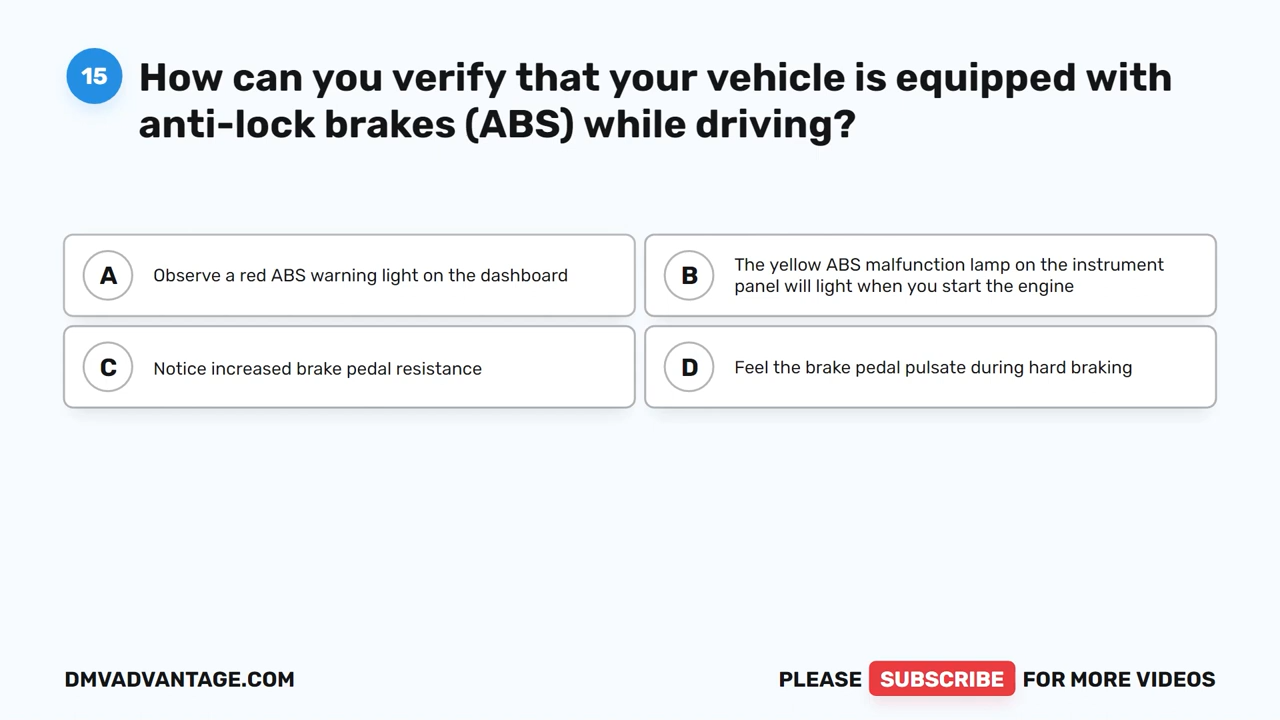 15
How can you verify that your vehicle is equipped with
anti-lock brakes (ABS) while driving?
A
Observe a red ABS warning light on the dashboard
B
The yellow ABS malfunction lamp on the instrument
panel will light when you start the engine
C
Notice increased brake pedal resistance
D
Feel the brake pedal pulsate during hard braking
DMVADVANTAGE.COM
PLEASE SUBSCRIBE FOR MORE VIDEOS